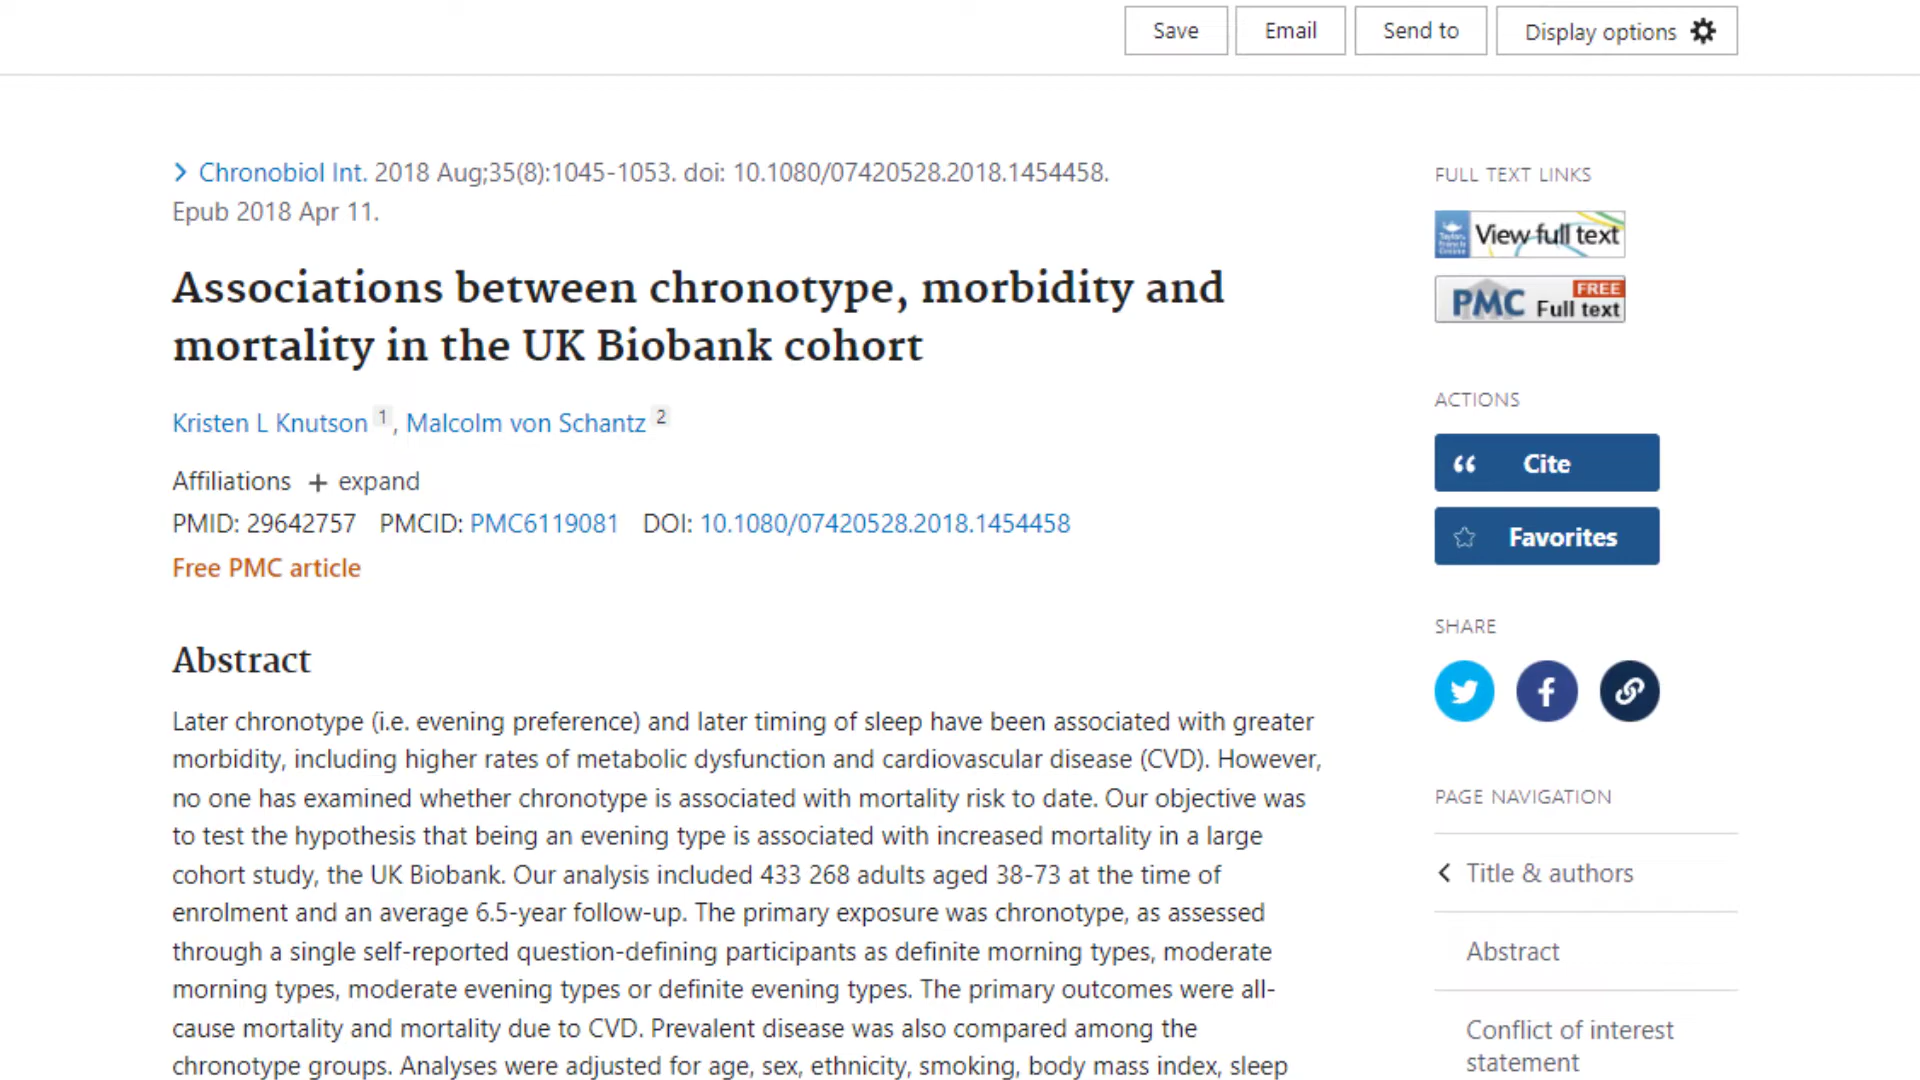 Save Email Send to Display options
Chronobiol Int. 2018 Aug;35(8):1045-1053. doi: 10.1080/07420528.2018.1454458.
Epub 2018 Apr 11.
Associations between chronotype, morbidity and
mortality in the UK Biobank cohort
Kristen L Knutson 1, Malcolm von Schantz 2
Affiliations + expand
PMID: 29642757 PMCID: PMC6119081 DOI: 10.1080/07420528.2018.1454458
Free PMC article
Abstract
Later chronotype (i.e. evening preference) and later timing of sleep have been associated with greater
morbidity, including higher rates of metabolic dysfunction and cardiovascular disease (CVD). However,
no one has examined whether chronotype is associated with mortality risk to date. Our objective was
to test the hypothesis that being an evening type is associated with increased mortality in a large
cohort study, the UK Biobank. Our analysis included 433 268 adults aged 38-73 at the time of
enrolment and an average 6.5-year follow-up. The primary exposure was chronotype, as assessed
through a single self-reported question-defining participants as definite morning types, moderate
morning types, moderate evening types or definite evening types. The primary outcomes were all-
cause mortality and mortality due to CVD. Prevalent disease was also compared among the
chronotype groups. Analyses were adjusted for age, sex, ethnicity, smoking, body mass index, sleep
FULL TEXT LINKS
View full text
PMC FREE Full text
ACTIONS
Cite
Favorites
SHARE
PAGE NAVIGATION
Title & authors
Abstract
Conflict of interest
statement